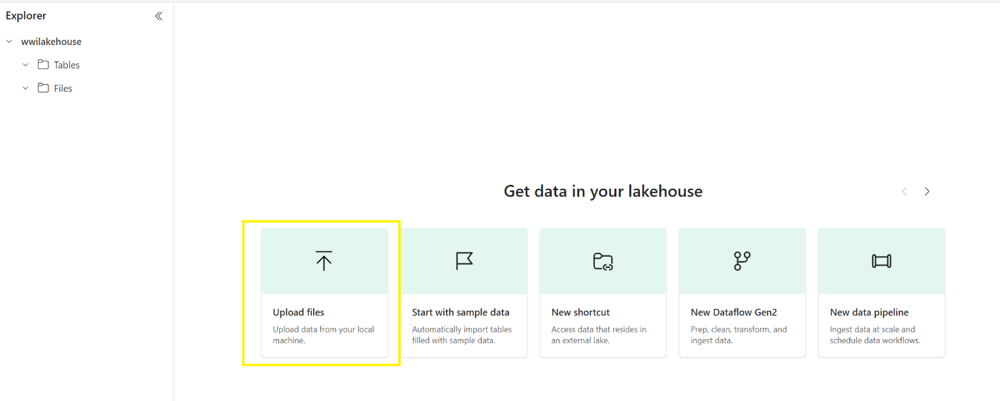 Explorer
wwilakehouse
Tables
Files
Get data in your lakehouse
Upload files
Upload data from your local
machine.
Start with sample data
Automatically import tables
filled with sample data.
New shortcut
Access data that resides in
an external lake.
New Dataflow Gen2
Prep, clean, transform, and
ingest data.
New data pipeline
Ingest data at scale and
schedule data workflows.